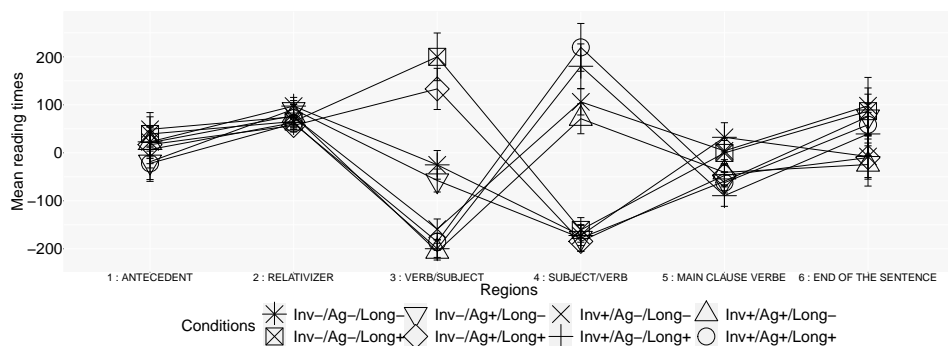 200
100
0
−100
−200
Mean reading times
1 : ANTECEDENT 2 : RELATIVIZER 3 : VERB/SUBJECT 4 : SUBJECT/VERB 5 : MAIN CLAUSE VERBE 6 : END OF THE SENTENCE
Regions
Conditions
Inv−/Ag−/Long− Inv−/Ag+/Long− Inv+/Ag−/Long− Inv+/Ag+/Long−
Inv−/Ag−/Long+ Inv−/Ag+/Long+ Inv+/Ag−/Long+ Inv+/Ag+/Long+